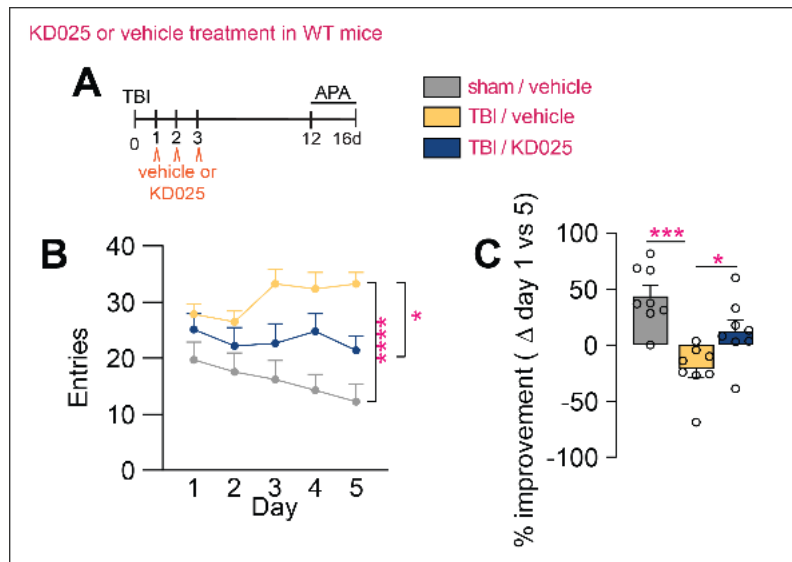 KD025 or vehicle treatment in WT mice
A
TBI
APA
0
1
2
3
12
16d
vehicle or
KD025
sham / vehicle
TBI / vehicle
TBI / KD025
B
Entries
40
30
20
10
0
1 2 3 4 5
Day
*
****
C
% improvement ( Δ day 1 vs 5)
100
50
0
-50
-100
***
*